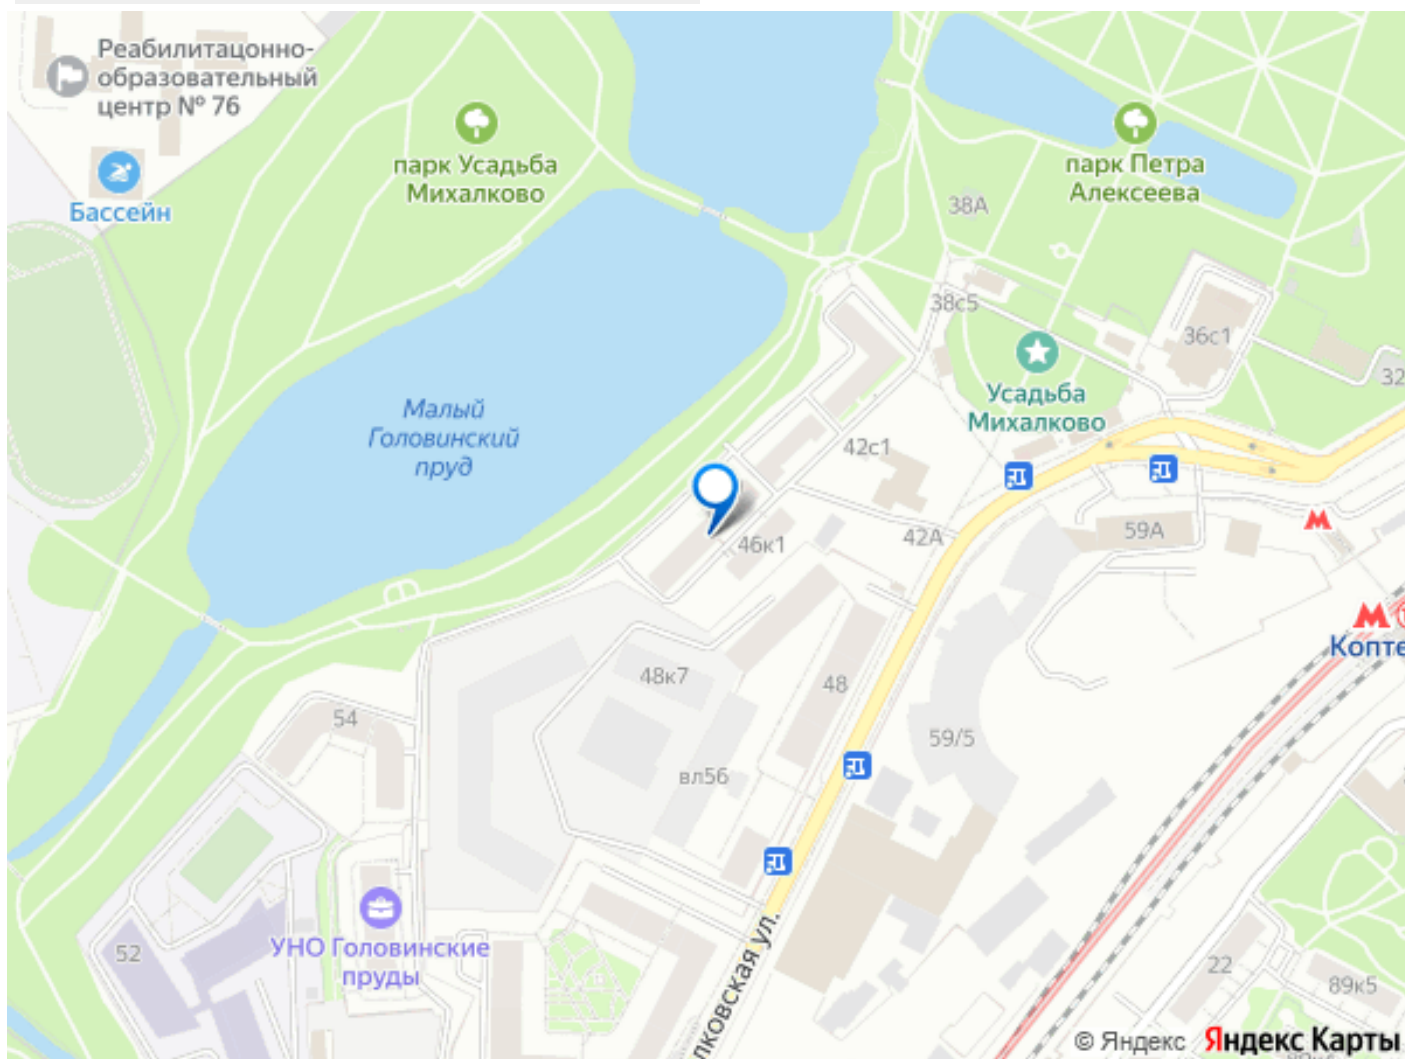 Реабилитацонно-
образовательный
центр № 76
Бассейн
парк Усадьба
Михалково
парк Петра
Алексеева
38А
38с5
36с1
32
Усадьба
Михалково
Малый
Головинский
пруд
42с1
42А
46к1
59А
Копте
48к7
48
54
59/5
вл56
УНО Головинские
пруды
52
лковская ул.
22
89к5
© Яндекс Яндекс Карты